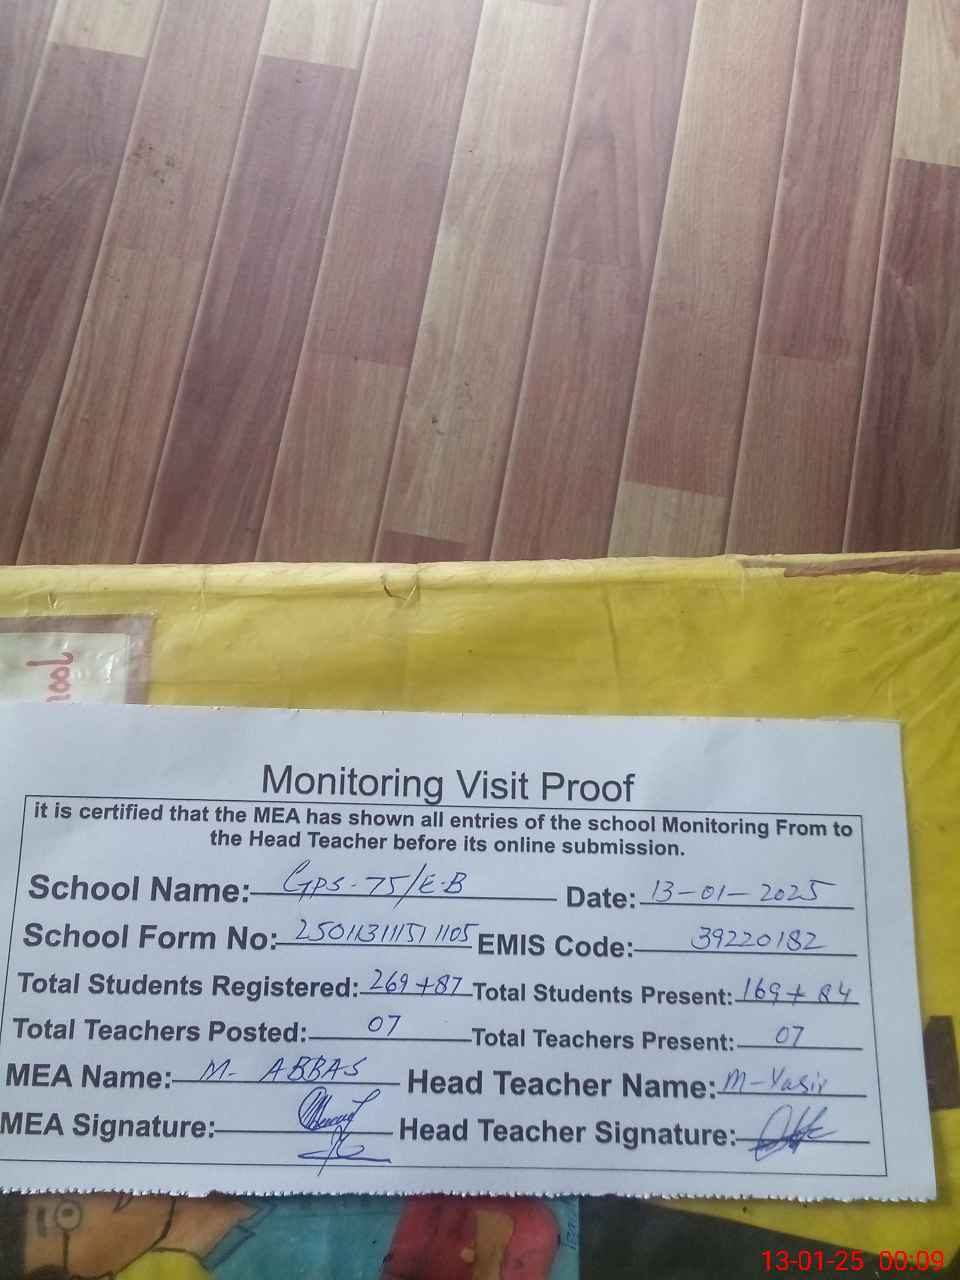 hool
Monitoring Visit Proof
it is certified that the MEA has shown all entries of the school Monitoring From to
the Head Teacher before its online submission.
School Name: GPS-75/E-B Date: 13-01-2025
School Form No: EMIS Code: 39220182
Total Students Registered: 269+87 Total Students Present: 169+84
Total Teachers Posted: 07 Total Teachers Present: 07
MEA Name: M- ABBAS Head Teacher Name: M-Yasir
MEA Signature: Head Teacher Signature:
13-01-25 00:09